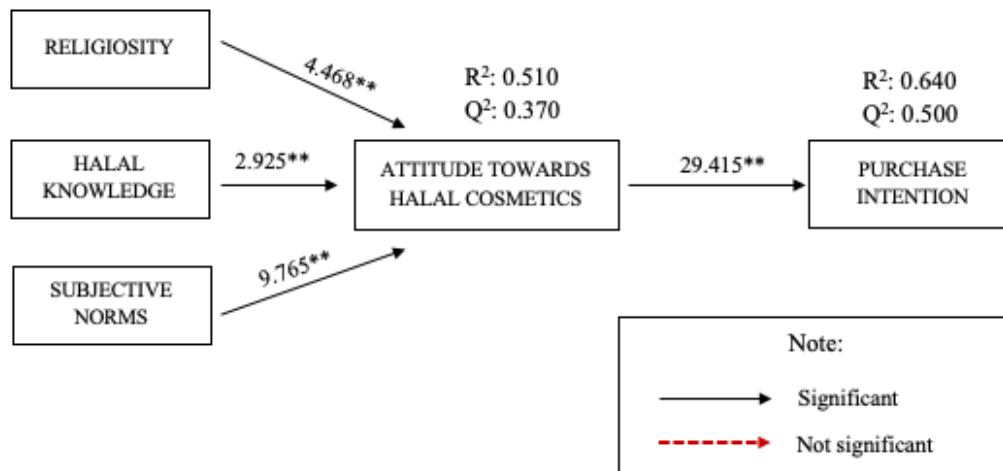 RELIGIOSITY
4.468**
R²: 0.510
Q²: 0.370
R²: 0.640
Q²: 0.500
HALAL
KNOWLEDGE
2.925**
ATTITUDE TOWARDS
HALAL COSMETICS
29.415**
PURCHASE
INTENTION
SUBJECTIVE
NORMS
9.765**
Note:
Significant
Not significant